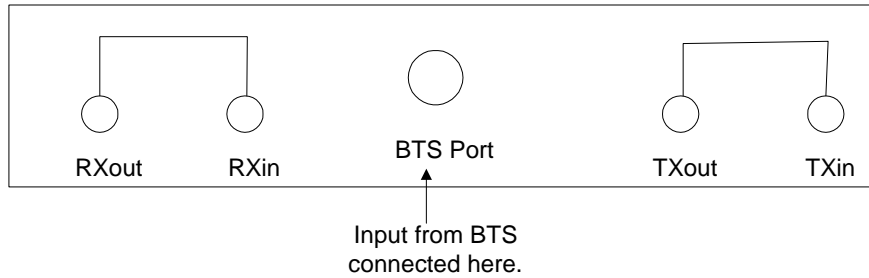 RXout
RXin
BTS Port
TXout
TXin
Input from BTS
connected here.